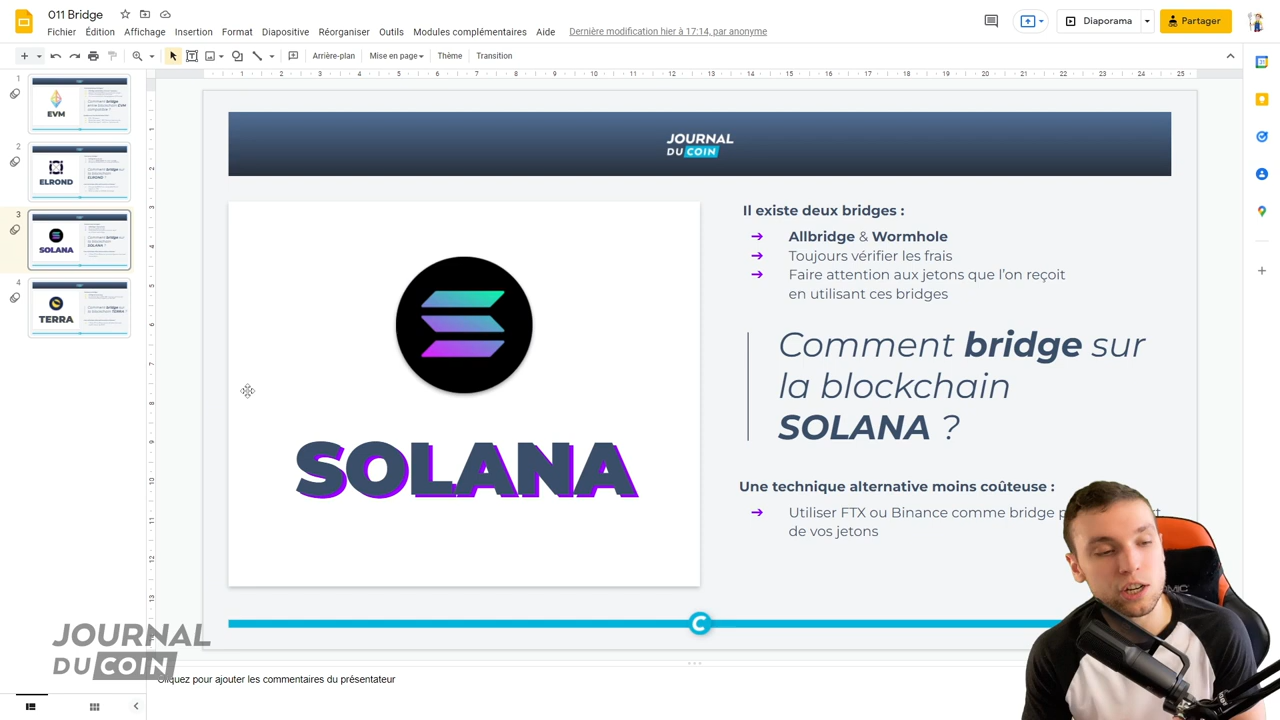 011 Bridge
Fichier Édition Affichage Insertion Format Diapositive Réorganiser Outils Modules complémentaires Aide Dernière modification hier à 17:14, par anonyme
Diaporama
Partager
Arrière-plan Mise en page Thème Transition
1
EVM
2
ELROND
3
SOLANA
4
TERRA
JOURNAL
DU COIN
SOLANA
Il existe deux bridges :
➔ Allbridge & Wormhole
➔ Toujours vérifier les frais
➔ Faire attention aux jetons que l'on reçoit
en utilisant ces bridges
Comment bridge sur
la blockchain
SOLANA ?
Une technique alternative moins coûteuse :
➔ Utiliser FTX ou Binance comme bridge
de vos jetons
C
JOURNAL
DU COIN
Cliquez pour ajouter les commentaires du présentateur